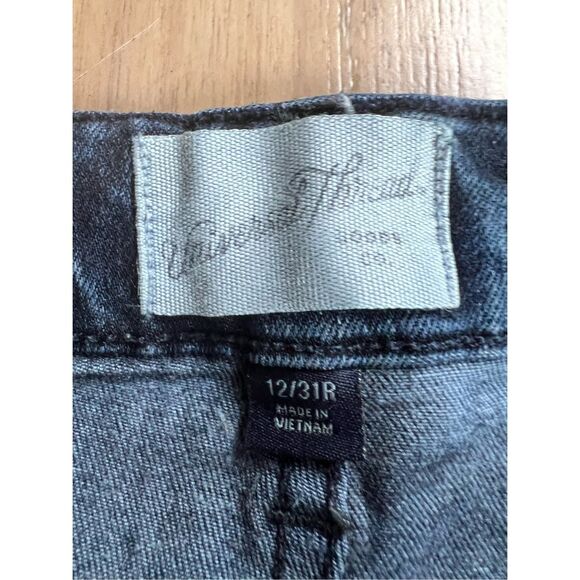 Universal Thread
GOODS
CO.
12/31R
MADE IN
VIETNAM